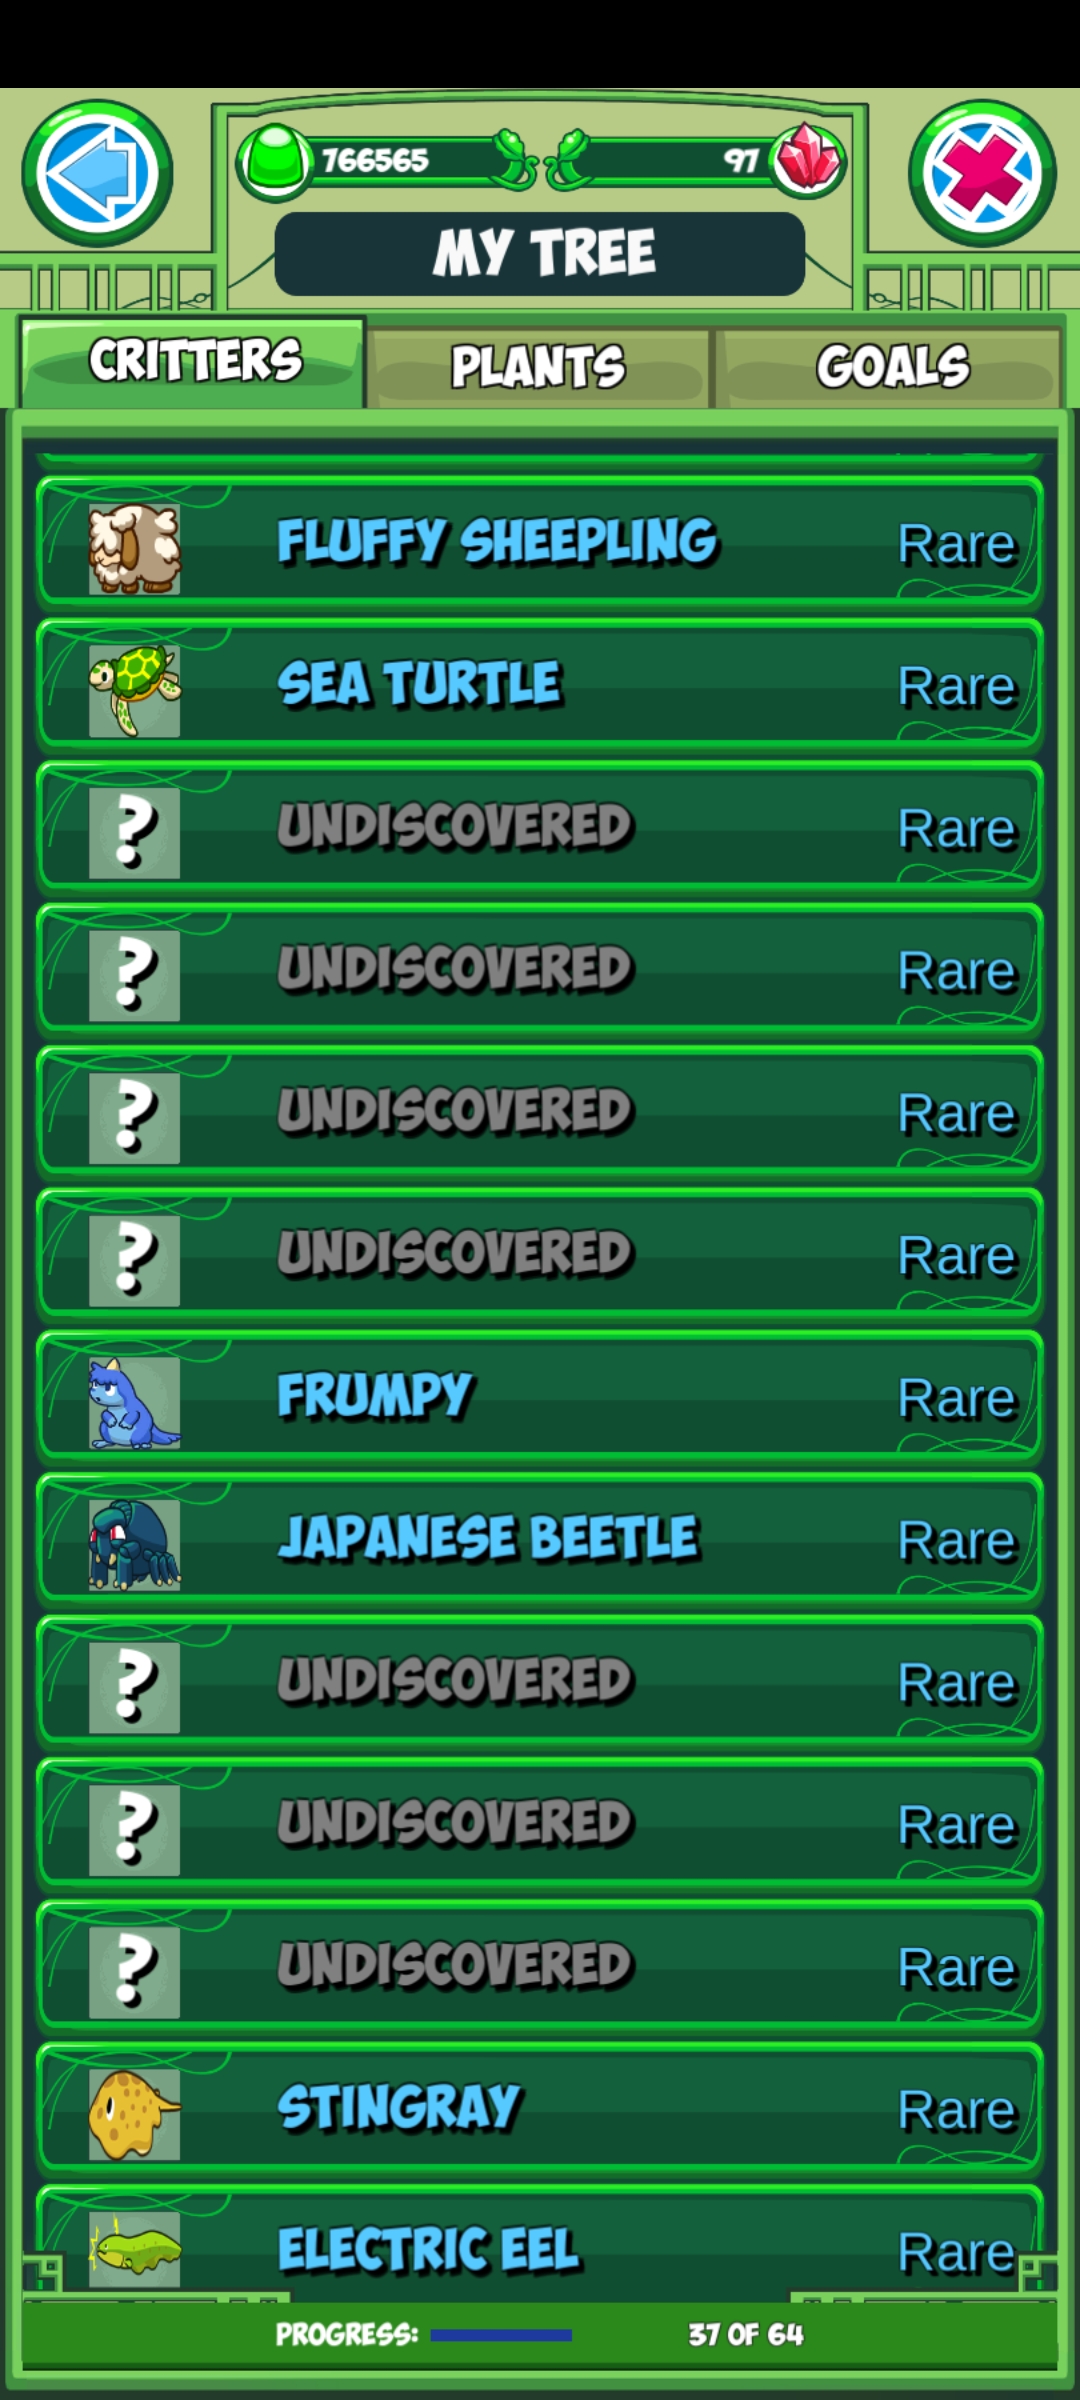 766565
97
MY TREE
CRITTERS
PLANTS
GOALS
FLUFFY SHEEPLING Rare
SEA TURTLE Rare
? UNDISCOVERED Rare
? UNDISCOVERED Rare
? UNDISCOVERED Rare
? UNDISCOVERED Rare
FRUMPY Rare
JAPANESE BEETLE Rare
? UNDISCOVERED Rare
? UNDISCOVERED Rare
? UNDISCOVERED Rare
STINGRAY Rare
ELECTRIC EEL Rare
PROGRESS: 37 OF 64